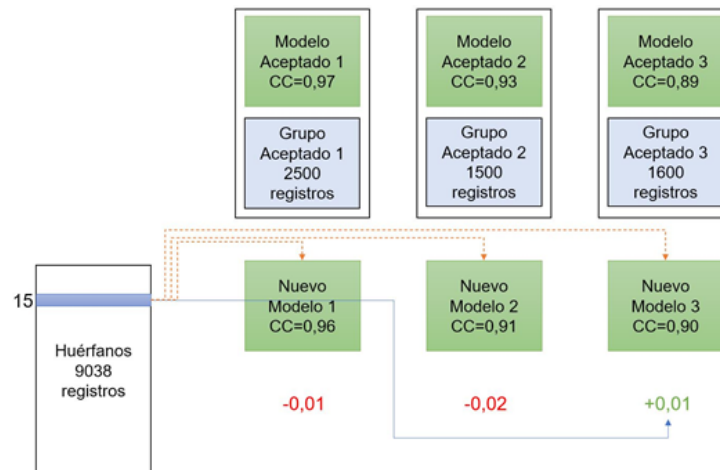 Modelo
Aceptado 1
CC=0,97
Modelo
Aceptado 2
CC=0,93
Modelo
Aceptado 3
CC=0,89
Grupo
Aceptado 1
2500
registros
Grupo
Aceptado 2
1500
registros
Grupo
Aceptado 3
1600
registros
15
Huérfanos
9038
registros
Nuevo
Modelo 1
CC=0,96
Nuevo
Modelo 2
CC=0,91
Nuevo
Modelo 3
CC=0,90
-0,01
-0,02
+0,01